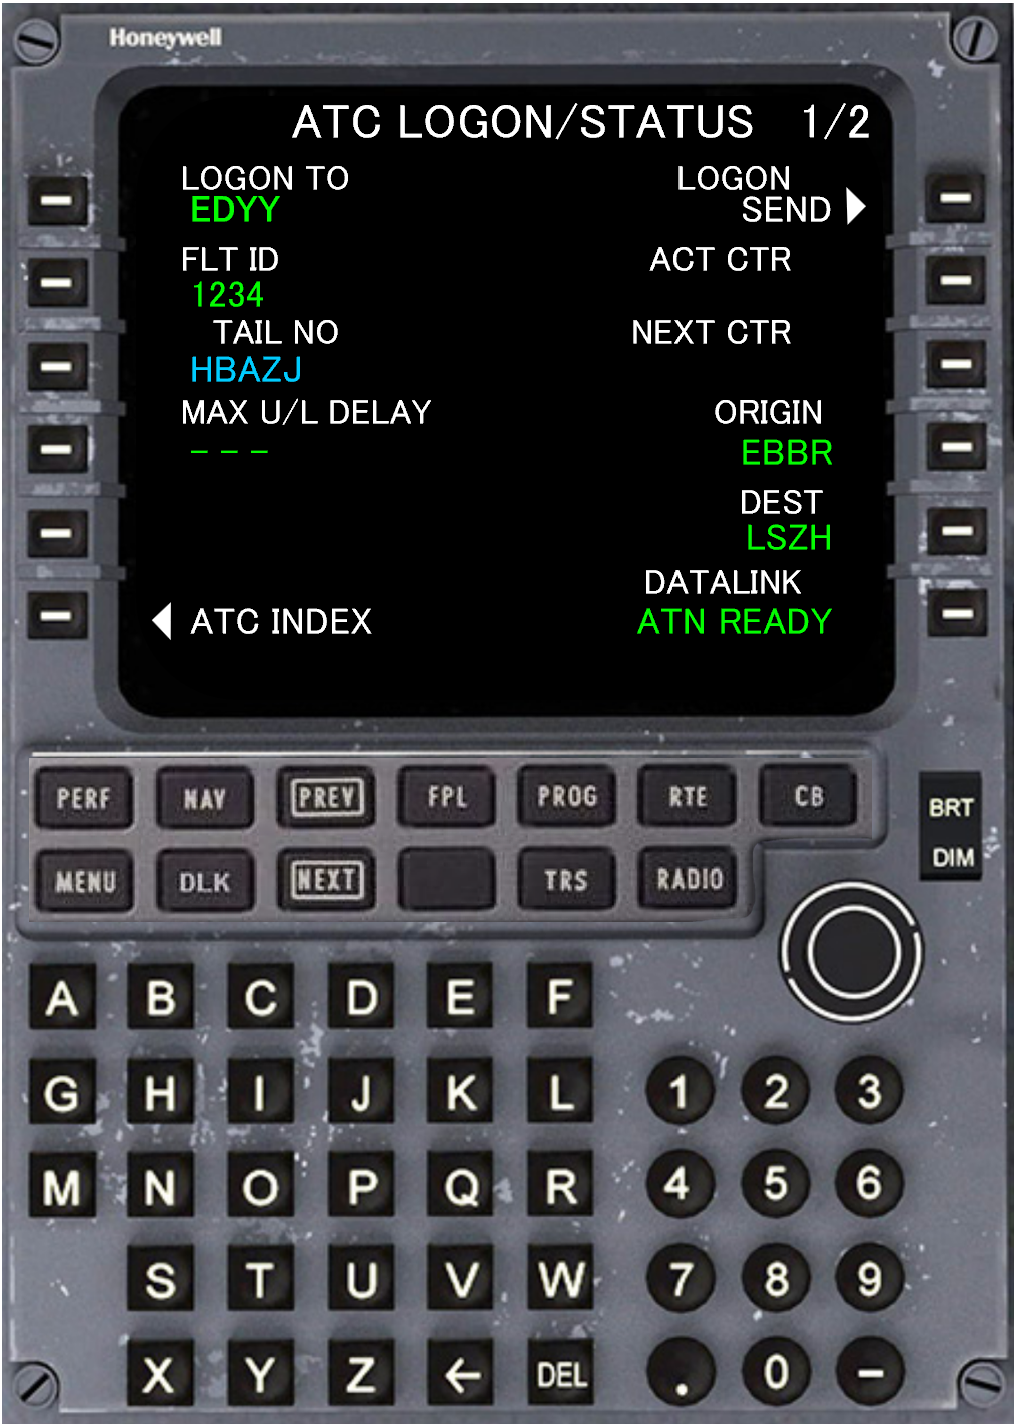 Honeywell
ATC LOGON/STATUS 1/2
LOGON TO LOGON
EDYY SEND
FLT ID ACT CTR
1234
TAIL NO NEXT CTR
HBAZJ
MAX U/L DELAY ORIGIN
--- EBBR
DEST
LSZH
DATALINK
ATC INDEX ATN READY
PERF NAV PREV FPL PROG RTE CB
BRT
DIM
MENU DLK NEXT TRS RADIO
A B C D E F
G H I J K L 1 2 3
M N O P Q R 4 5 6
S T U V W 7 8 9
X Y Z ← DEL . 0 −